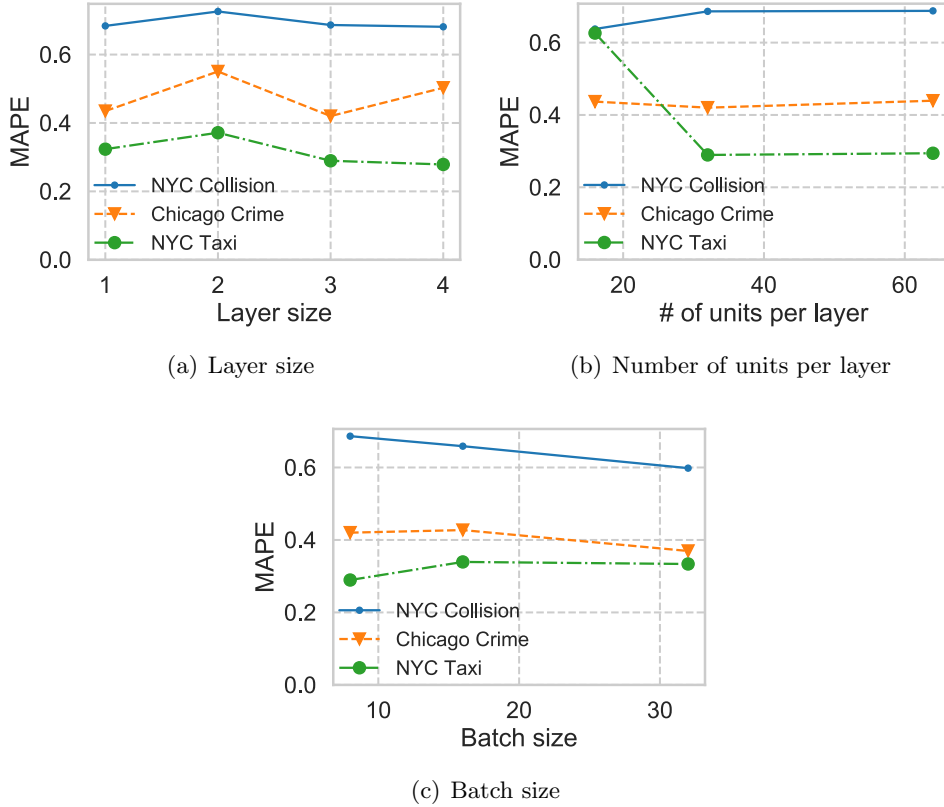 MAPE
0.6
0.4
0.2
0.0
NYC Collision
Chicago Crime
NYC Taxi
1 2 3 4
Layer size
(a) Layer size
MAPE
0.6
0.4
0.2
0.0
NYC Collision
Chicago Crime
NYC Taxi
20 40 60
# of units per layer
(b) Number of units per layer
MAPE
0.6
0.4
0.2
0.0
NYC Collision
Chicago Crime
NYC Taxi
10 20 30
Batch size
(c) Batch size